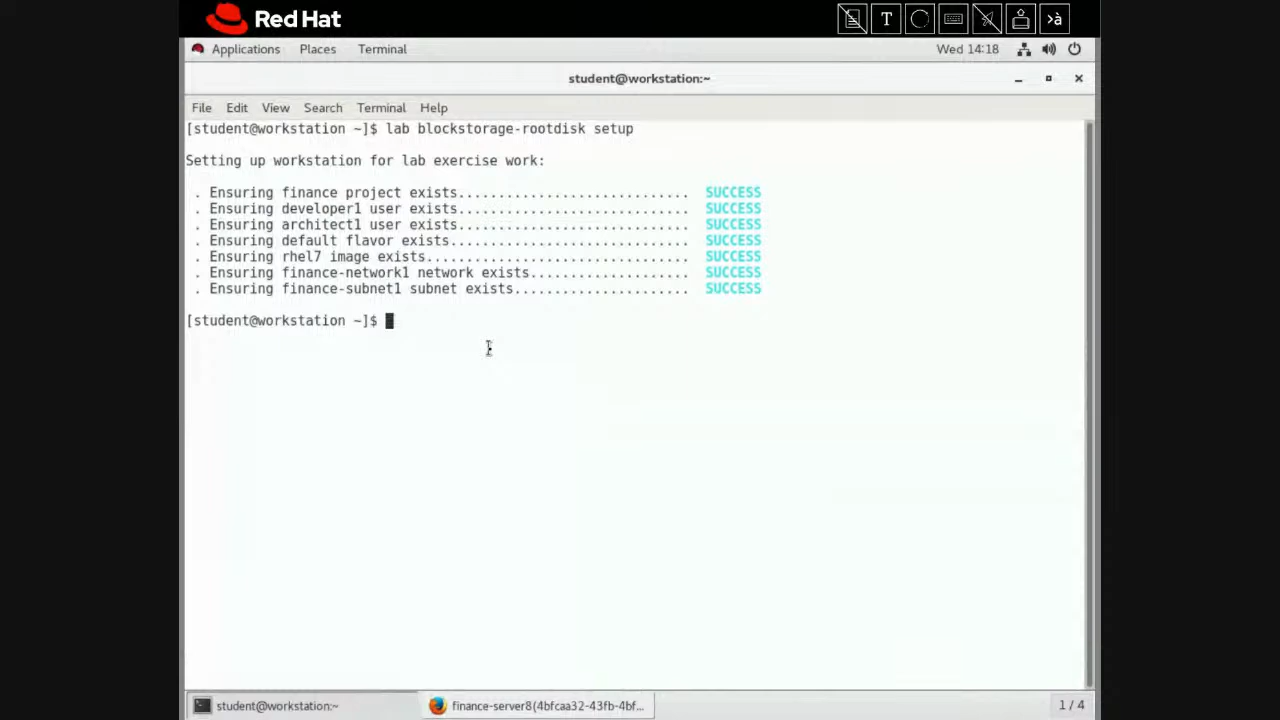 Red Hat
T
›à
Applications Places Terminal Wed 14:18
student@workstation:~
File Edit View Search Terminal Help
[student@workstation ~]$ lab blockstorage-rootdisk setup
Setting up workstation for lab exercise work:
. Ensuring finance project exists............................. SUCCESS
. Ensuring developer1 user exists............................. SUCCESS
. Ensuring architect1 user exists............................. SUCCESS
. Ensuring default flavor exists.............................. SUCCESS
. Ensuring rhel7 image exists................................. SUCCESS
. Ensuring finance-network1 network exists.................... SUCCESS
. Ensuring finance-subnet1 subnet exists...................... SUCCESS
[student@workstation ~]$
student@workstation:~ finance-server8(4bfcaa32-43fb-4bf... 1 / 4